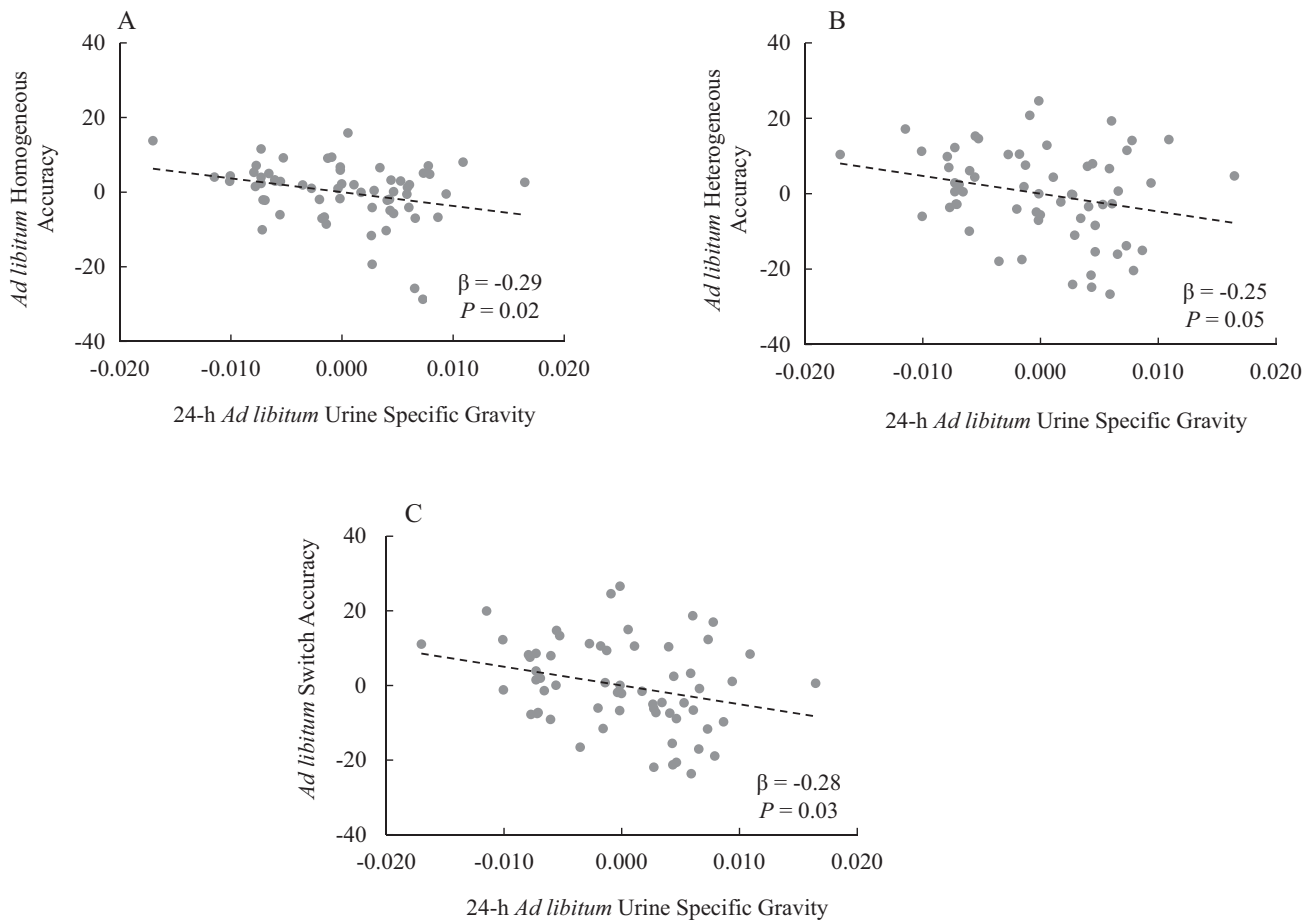 A
40
20
0
-20
-40
-0.020 -0.010 0.000 0.010 0.020
Ad libitum Homogeneous
Accuracy
β = -0.29
P = 0.02
24-h Ad libitum Urine Specific Gravity
B
40
20
0
-20
-40
-0.020 -0.010 0.000 0.010 0.020
Ad libitum Heterogeneous
Accuracy
β = -0.25
P = 0.05
24-h Ad libitum Urine Specific Gravity
C
40
20
0
-20
-40
-0.020 -0.010 0.000 0.010 0.020
Ad libitum Switch Accuracy
β = -0.28
P = 0.03
24-h Ad libitum Urine Specific Gravity